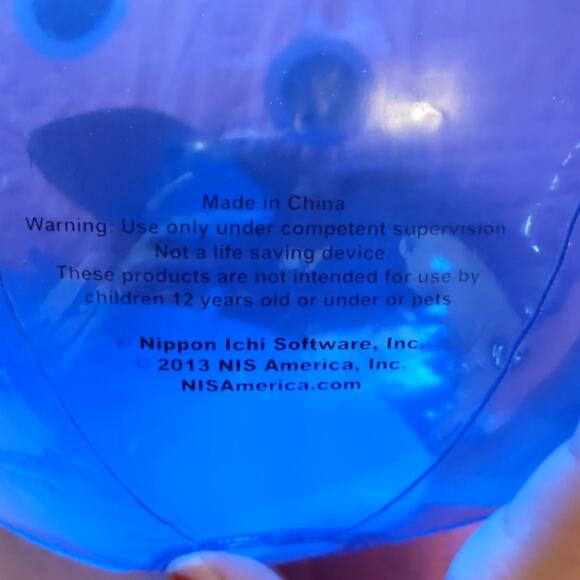 Made in China
Warning: Use only under competent supervision
Not a life saving device.
These products are not intended for use by
children 12 years old or under or pets
© Nippon Ichi Software, Inc.
© 2013 NIS America, Inc.
NISAmerica.com